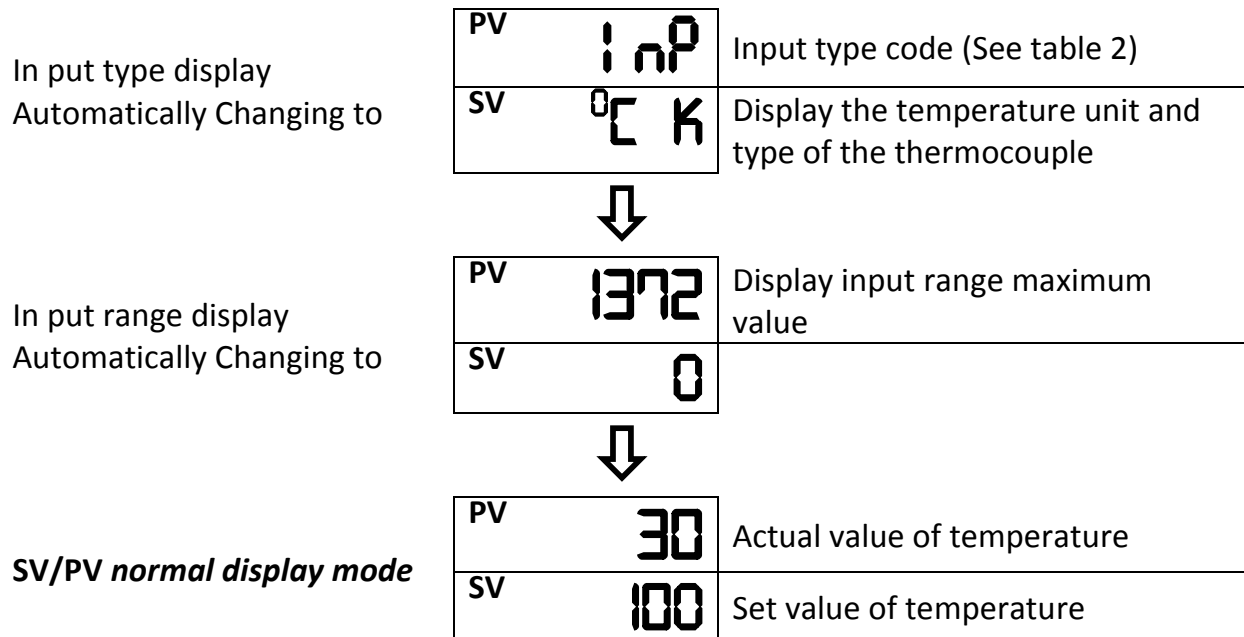 PV
InP
Input type code (See table 2)
In put type display
Automatically Changing to
SV
°C K
Display the temperature unit and
type of the thermocouple
PV
1372
Display input range maximum
value
In put range display
Automatically Changing to
SV
0
PV
30
Actual value of temperature
SV/PV normal display mode
SV
100
Set value of temperature